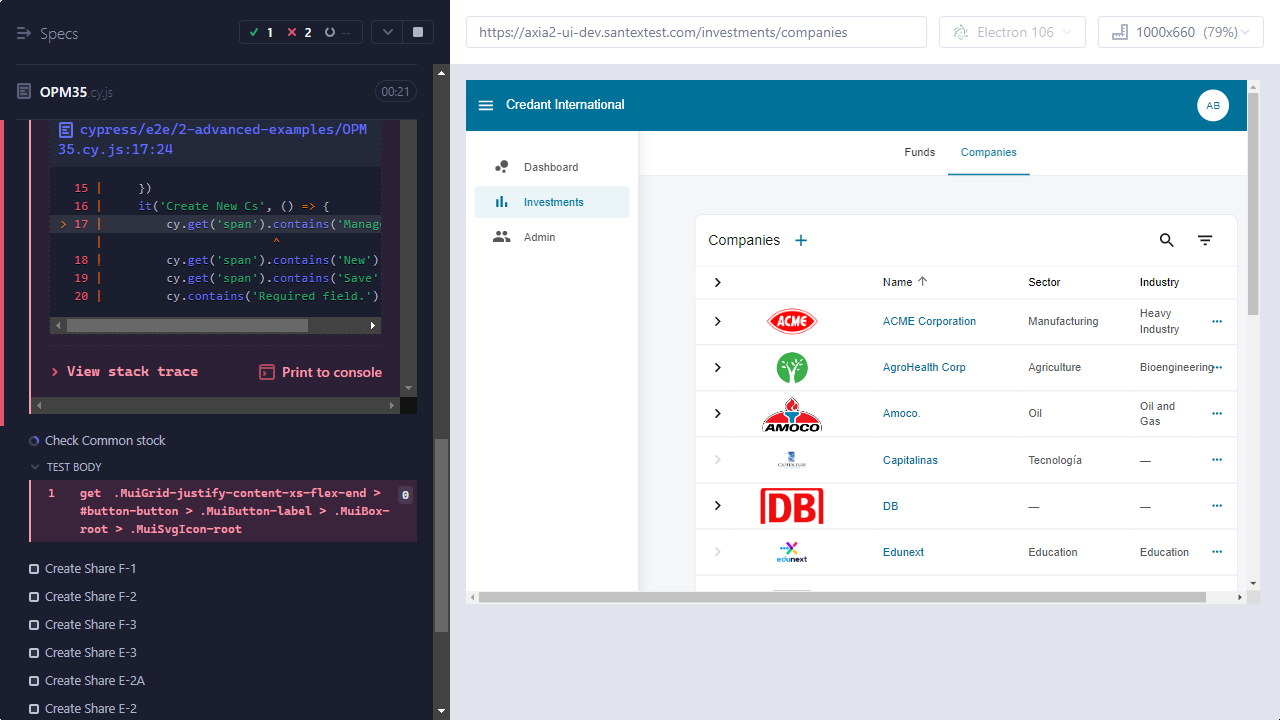 Specs
1
2
--
OPM35.cy.js
00:21
cypress/e2e/2-advanced-examples/OPM
35.cy.js:17:24
15 | })
16 | it('Create New Cs', () => {
> 17 | cy.get('span').contains('Manage
| ^
18 | cy.get('span').contains('New')
19 | cy.get('span').contains('Save'
20 | cy.contains('Required field.')
> View stack trace
Print to console
Check Common stock
TEST BODY
1 get .MuiGrid-justify-content-xs-flex-end >
#button-button > .MuiButton-label > .MuiBox-
root > .MuiSvgIcon-root
0
Create Share F-1
Create Share F-2
Create Share F-3
Create Share E-3
Create Share E-2A
Create Share E-2
https://axia2-ui-dev.santextest.com/investments/companies
Electron 106
1000x660 (79%)
Credant International
AB
Dashboard
Investments
Admin
Funds
Companies
Companies +
Name ↑
Sector
Industry
ACME
ACME Corporation
Manufacturing
Heavy
Industry
...
AgroHealth Corp
Agriculture
Bioengineering
...
AMOCO
Amoco.
Oil
Oil and
Gas
...
CAPITALINAS
Capitalinas
Tecnología
—
...
DB
DB
—
—
...
edunext
Edunext
Education
Education
...